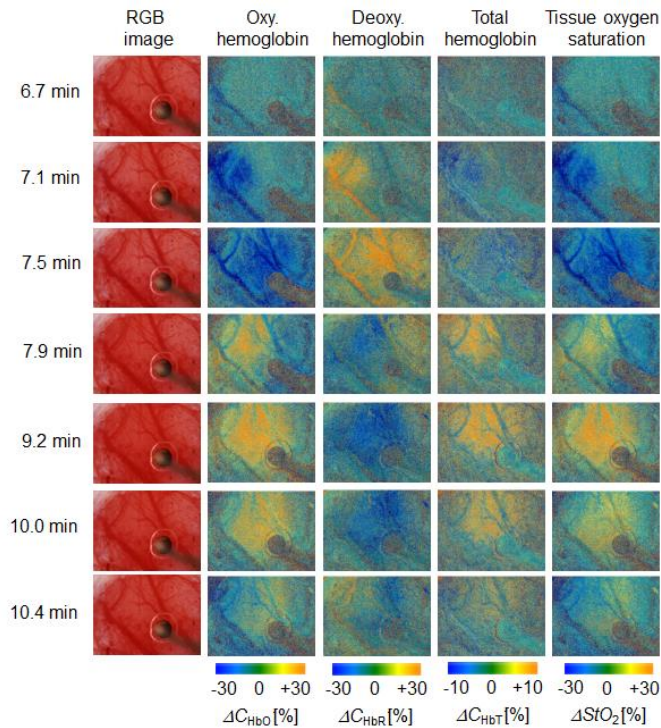 RGB image
Oxy. hemoglobin
Deoxy. hemoglobin
Total hemoglobin
Tissue oxygen saturation
6.7 min
7.1 min
7.5 min
7.9 min
9.2 min
10.0 min
10.4 min
-30 0 +30
-30 0 +30
-10 0 +10
-30 0 +30
ΔC_HbO [%]
ΔC_HbR [%]
ΔC_HbT [%]
ΔStO₂ [%]